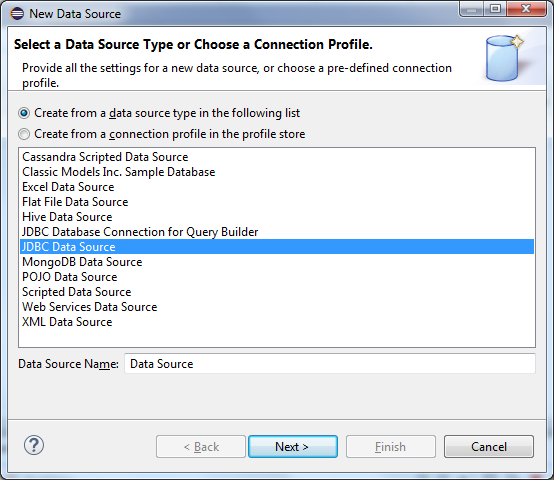 New Data Source
Select a Data Source Type or Choose a Connection Profile.
Provide all the settings for a new data source, or choose a pre-defined connection
profile.
Create from a data source type in the following list
Create from a connection profile in the profile store
Cassandra Scripted Data Source
Classic Models Inc. Sample Database
Excel Data Source
Flat File Data Source
Hive Data Source
JDBC Database Connection for Query Builder
JDBC Data Source
MongoDB Data Source
POJO Data Source
Scripted Data Source
Web Services Data Source
XML Data Source
Data Source Name: Data Source
? < Back Next > Finish Cancel